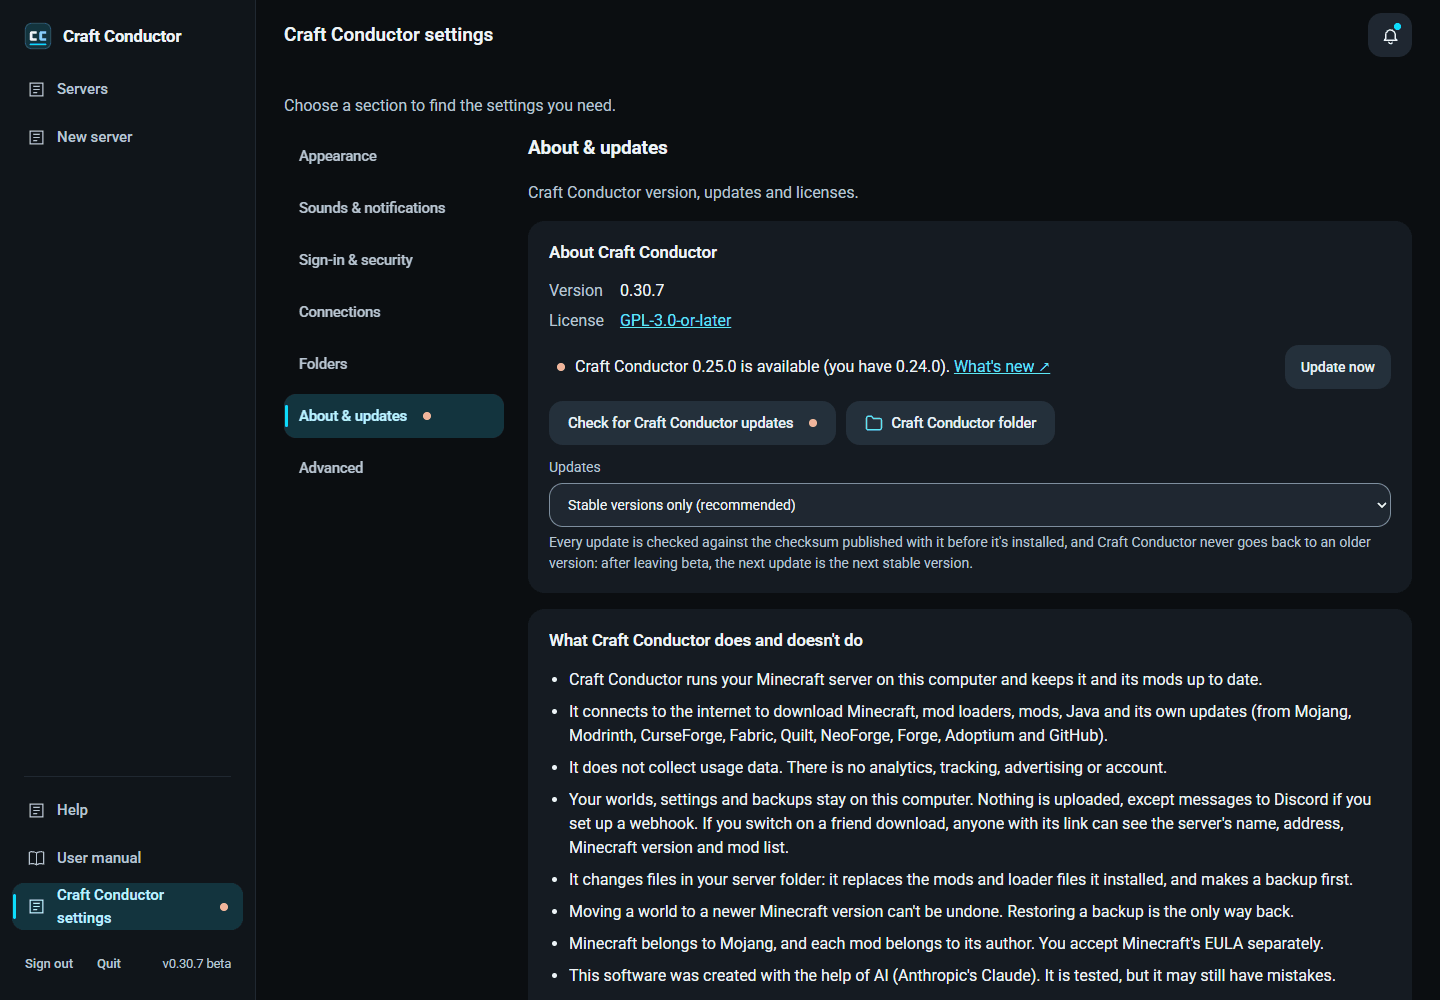 Craft Conductor
Servers
New server
Help
User manual
Craft Conductor
settings
Sign out
Quit
v0.30.7 beta
Craft Conductor settings
Choose a section to find the settings you need.
Appearance
Sounds & notifications
Sign-in & security
Connections
Folders
About & updates
Advanced
About & updates
Craft Conductor version, updates and licenses.
About Craft Conductor
Version 0.30.7
License GPL-3.0-or-later
Craft Conductor 0.25.0 is available (you have 0.24.0). What's new ↗
Update now
Check for Craft Conductor updates
Craft Conductor folder
Updates
Stable versions only (recommended)
Every update is checked against the checksum published with it before it's installed, and Craft Conductor never goes back to an older
version: after leaving beta, the next update is the next stable version.
What Craft Conductor does and doesn't do
• Craft Conductor runs your Minecraft server on this computer and keeps it and its mods up to date.
• It connects to the internet to download Minecraft, mod loaders, mods, Java and its own updates (from Mojang,
Modrinth, CurseForge, Fabric, Quilt, NeoForge, Forge, Adoptium and GitHub).
• It does not collect usage data. There is no analytics, tracking, advertising or account.
• Your worlds, settings and backups stay on this computer. Nothing is uploaded, except messages to Discord if you
set up a webhook. If you switch on a friend download, anyone with its link can see the server's name, address,
Minecraft version and mod list.
• It changes files in your server folder: it replaces the mods and loader files it installed, and makes a backup first.
• Moving a world to a newer Minecraft version can't be undone. Restoring a backup is the only way back.
• Minecraft belongs to Mojang, and each mod belongs to its author. You accept Minecraft's EULA separately.
• This software was created with the help of AI (Anthropic's Claude). It is tested, but it may still have mistakes.